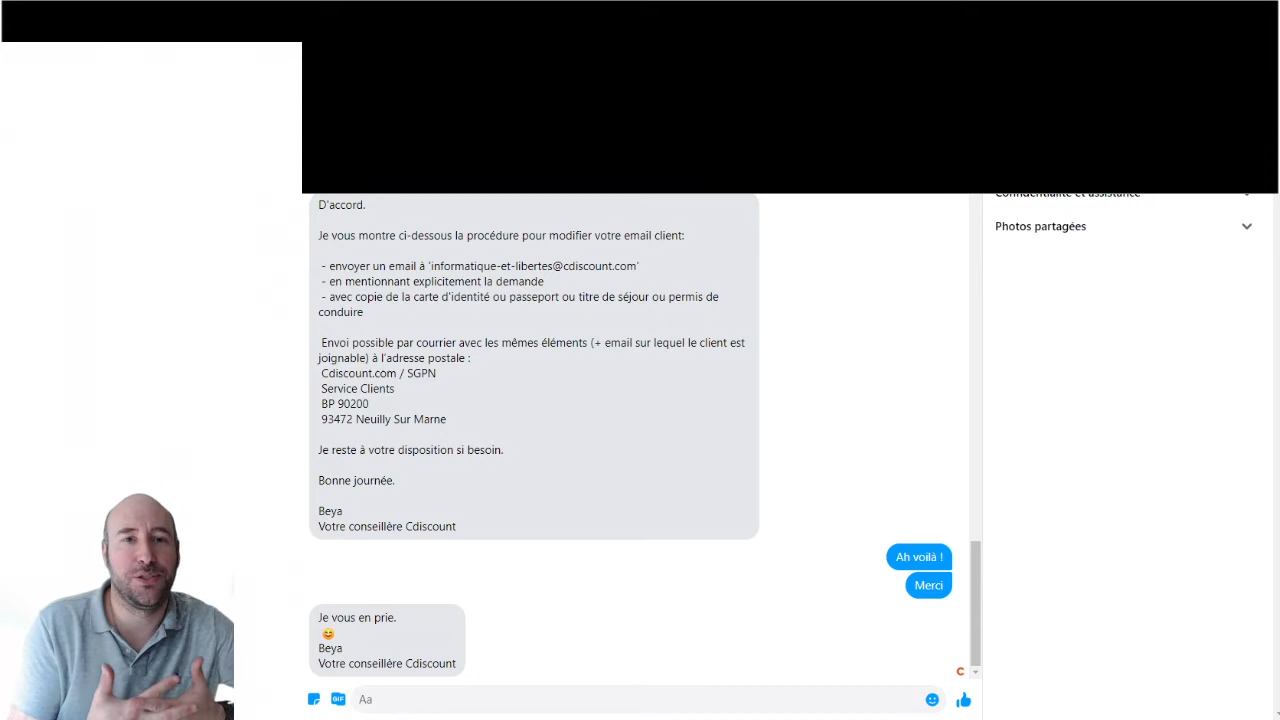 Confidentialité et assistance
Photos partagées
D'accord.
Je vous montre ci-dessous la procédure pour modifier votre email client:
- envoyer un email à 'informatique-et-libertes@cdiscount.com'
- en mentionnant explicitement la demande
- avec copie de la carte d'identité ou passeport ou titre de séjour ou permis de
conduire
Envoi possible par courrier avec les mêmes éléments (+ email sur lequel le client est
joignable) à l'adresse postale :
Cdiscount.com / SGPN
Service Clients
BP 90200
93472 Neuilly Sur Marne
Je reste à votre disposition si besoin.
Bonne journée.
Beya
Votre conseillère Cdiscount
Ah voilà !
Merci
Je vous en prie.
😊
Beya
Votre conseillère Cdiscount
C
GIF
Aa